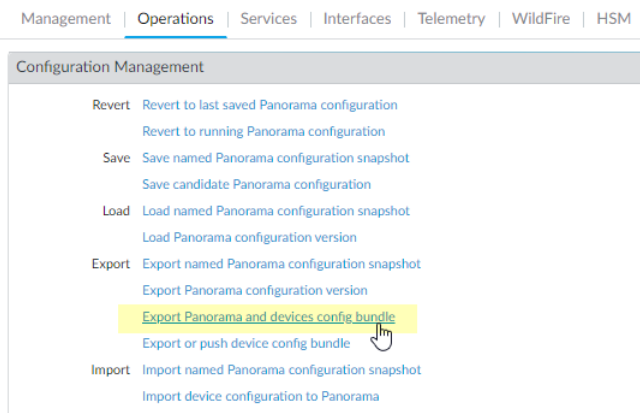 Management | Operations | Services | Interfaces | Telemetry | WildFire | HSM
Configuration Management
Revert Revert to last saved Panorama configuration
Revert to running Panorama configuration
Save Save named Panorama configuration snapshot
Save candidate Panorama configuration
Load Load named Panorama configuration snapshot
Load Panorama configuration version
Export Export named Panorama configuration snapshot
Export Panorama configuration version
Export Panorama and devices config bundle
Export or push device config bundle
Import Import named Panorama configuration snapshot
Import device configuration to Panorama